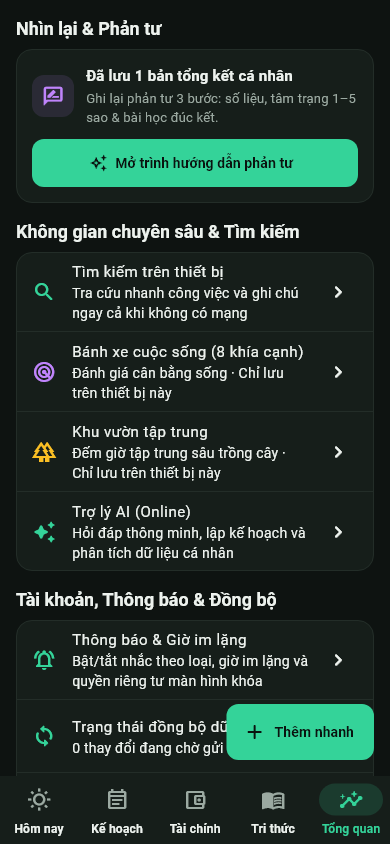 Nhìn lại & Phản tư
Đã lưu 1 bản tổng kết cá nhân
Ghi lại phản tư 3 bước: số liệu, tâm trạng 1–5
sao & bài học đúc kết.
Mở trình hướng dẫn phản tư
Không gian chuyên sâu & Tìm kiếm
Tìm kiếm trên thiết bị
Tra cứu nhanh công việc và ghi chú
ngay cả khi không có mạng
Bánh xe cuộc sống (8 khía cạnh)
Đánh giá cân bằng sống · Chỉ lưu
trên thiết bị này
Khu vườn tập trung
Đếm giờ tập trung sâu trồng cây ·
Chỉ lưu trên thiết bị này
Trợ lý AI (Online)
Hỏi đáp thông minh, lập kế hoạch và
phân tích dữ liệu cá nhân
Tài khoản, Thông báo & Đồng bộ
Thông báo & Giờ im lặng
Bật/tắt nhắc theo loại, giờ im lặng và
quyền riêng tư màn hình khóa
Trạng thái đồng bộ
0 thay đổi đang chờ gửi
Thêm nhanh
Hôm nay
Kế hoạch
Tài chính
Tri thức
Tổng quan